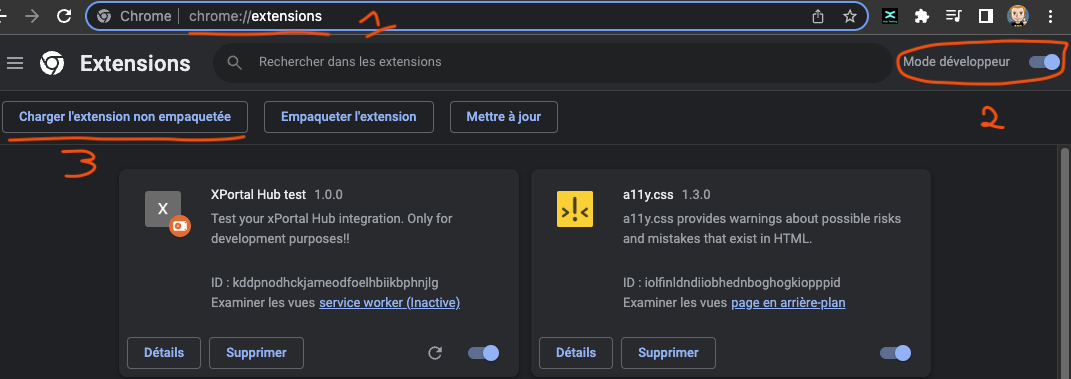 Chrome chrome://extensions 1
Extensions Rechercher dans les extensions Mode développeur
2
Charger l'extension non empaquetée Empaqueter l'extension Mettre à jour
3
X
XPortal Hub test 1.0.0
Test your xPortal Hub integration. Only for
development purposes!!
ID : kddpnodhckjameodfoelhbiikbphnjlg
Examiner les vues service worker (Inactive)
Détails Supprimer
>!<
a11y.css 1.3.0
a11y.css provides warnings about possible risks
and mistakes that exist in HTML.
ID : iolfinldndiiobhednboghogkiopppid
Examiner les vues page en arrière-plan
Détails Supprimer